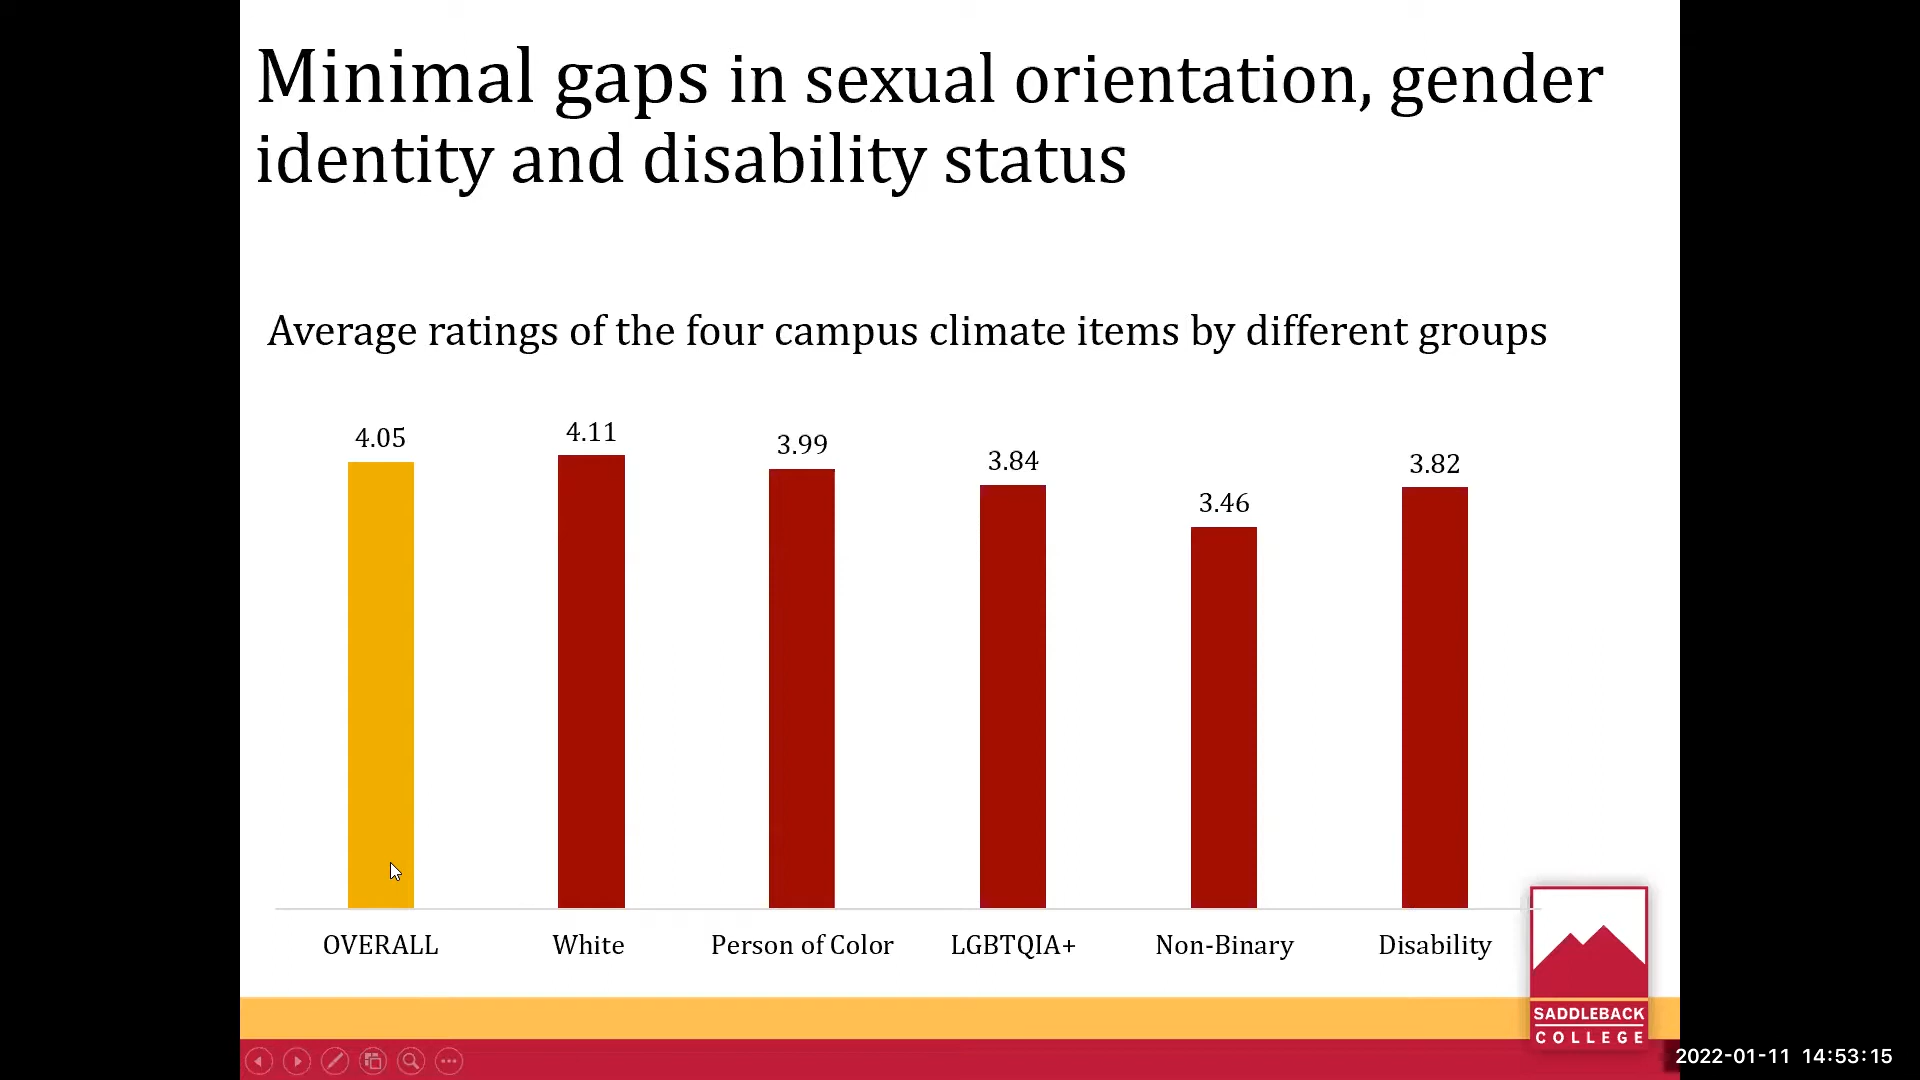 Minimal gaps in sexual orientation, gender
identity and disability status
Average ratings of the four campus climate items by different groups
4.05
4.11
3.99
3.84
3.46
3.82
OVERALL
White
Person of Color
LGBTQIA+
Non-Binary
Disability
SADDLEBACK
COLLEGE
2022-01-11 14:53:15